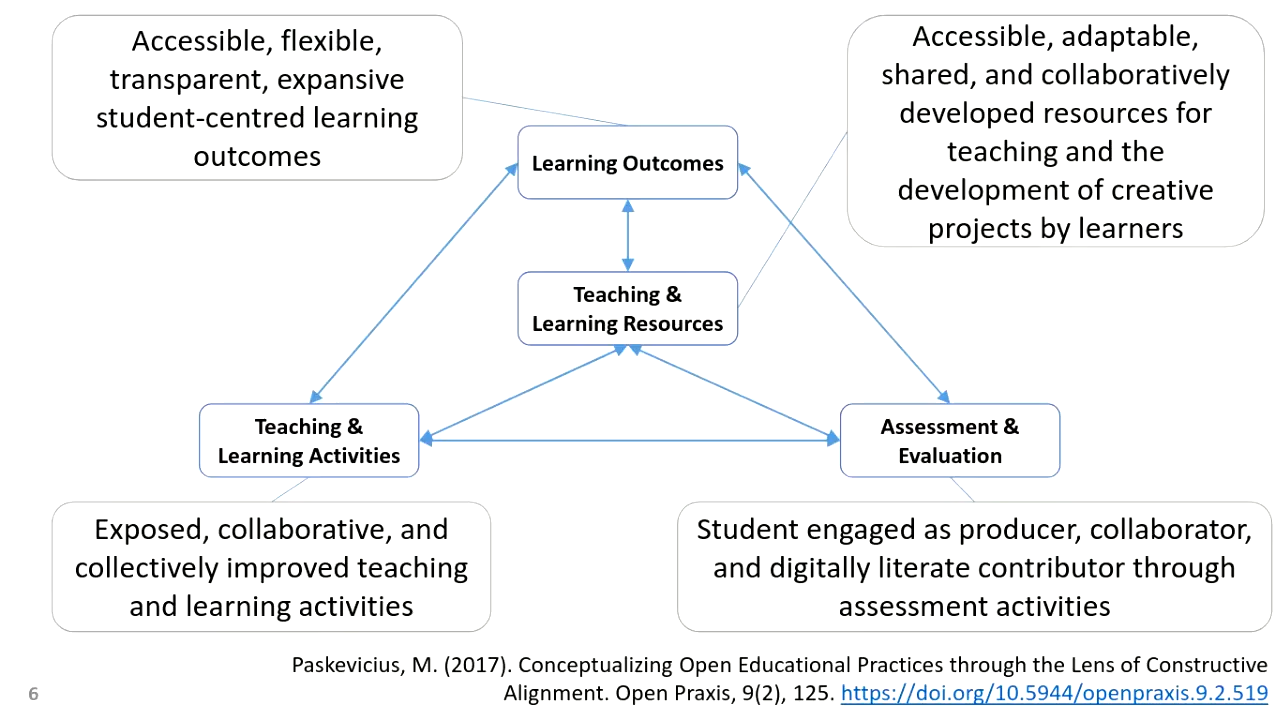 Accessible, flexible,
transparent, expansive
student-centred learning
outcomes
Accessible, adaptable,
shared, and collaboratively
developed resources for
teaching and the
development of creative
projects by learners
Learning Outcomes
Teaching &
Learning Resources
Teaching &
Learning Activities
Assessment &
Evaluation
Exposed, collaborative, and
collectively improved teaching
and learning activities
Student engaged as producer, collaborator,
and digitally literate contributor through
assessment activities
Paskevicius, M. (2017). Conceptualizing Open Educational Practices through the Lens of Constructive
Alignment. Open Praxis, 9(2), 125. https://doi.org/10.5944/openpraxis.9.2.519
6